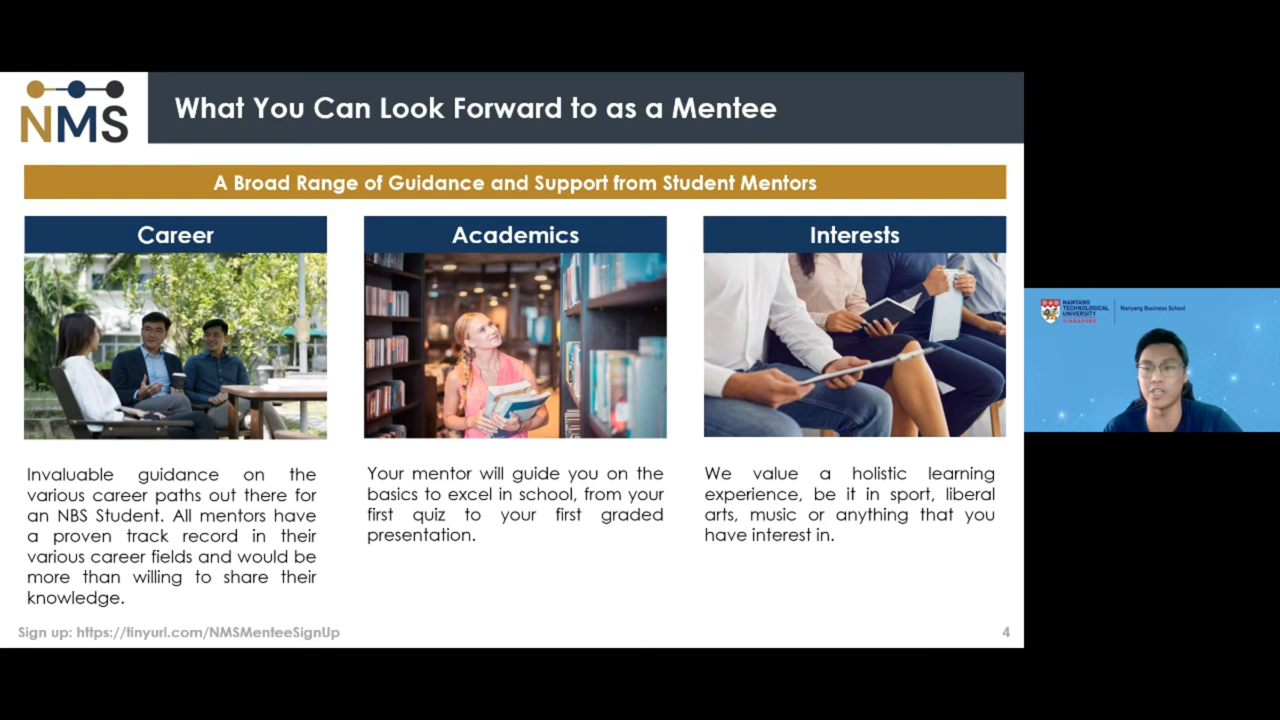 NMS
What You Can Look Forward to as a Mentee
A Broad Range of Guidance and Support from Student Mentors
Career
Academics
Interests
Invaluable guidance on the
various career paths out there for
an NBS Student. All mentors have
a proven track record in their
various career fields and would be
more than willing to share their
knowledge.
Your mentor will guide you on the
basics to excel in school, from your
first quiz to your first graded
presentation.
We value a holistic learning
experience, be it in sport, liberal
arts, music or anything that you
have interest in.
Sign up: https://tinyurl.com/NMSMenteeSignUp
4
NANYANG
TECHNOLOGICAL
UNIVERSITY
SINGAPORE
Nanyang Business School